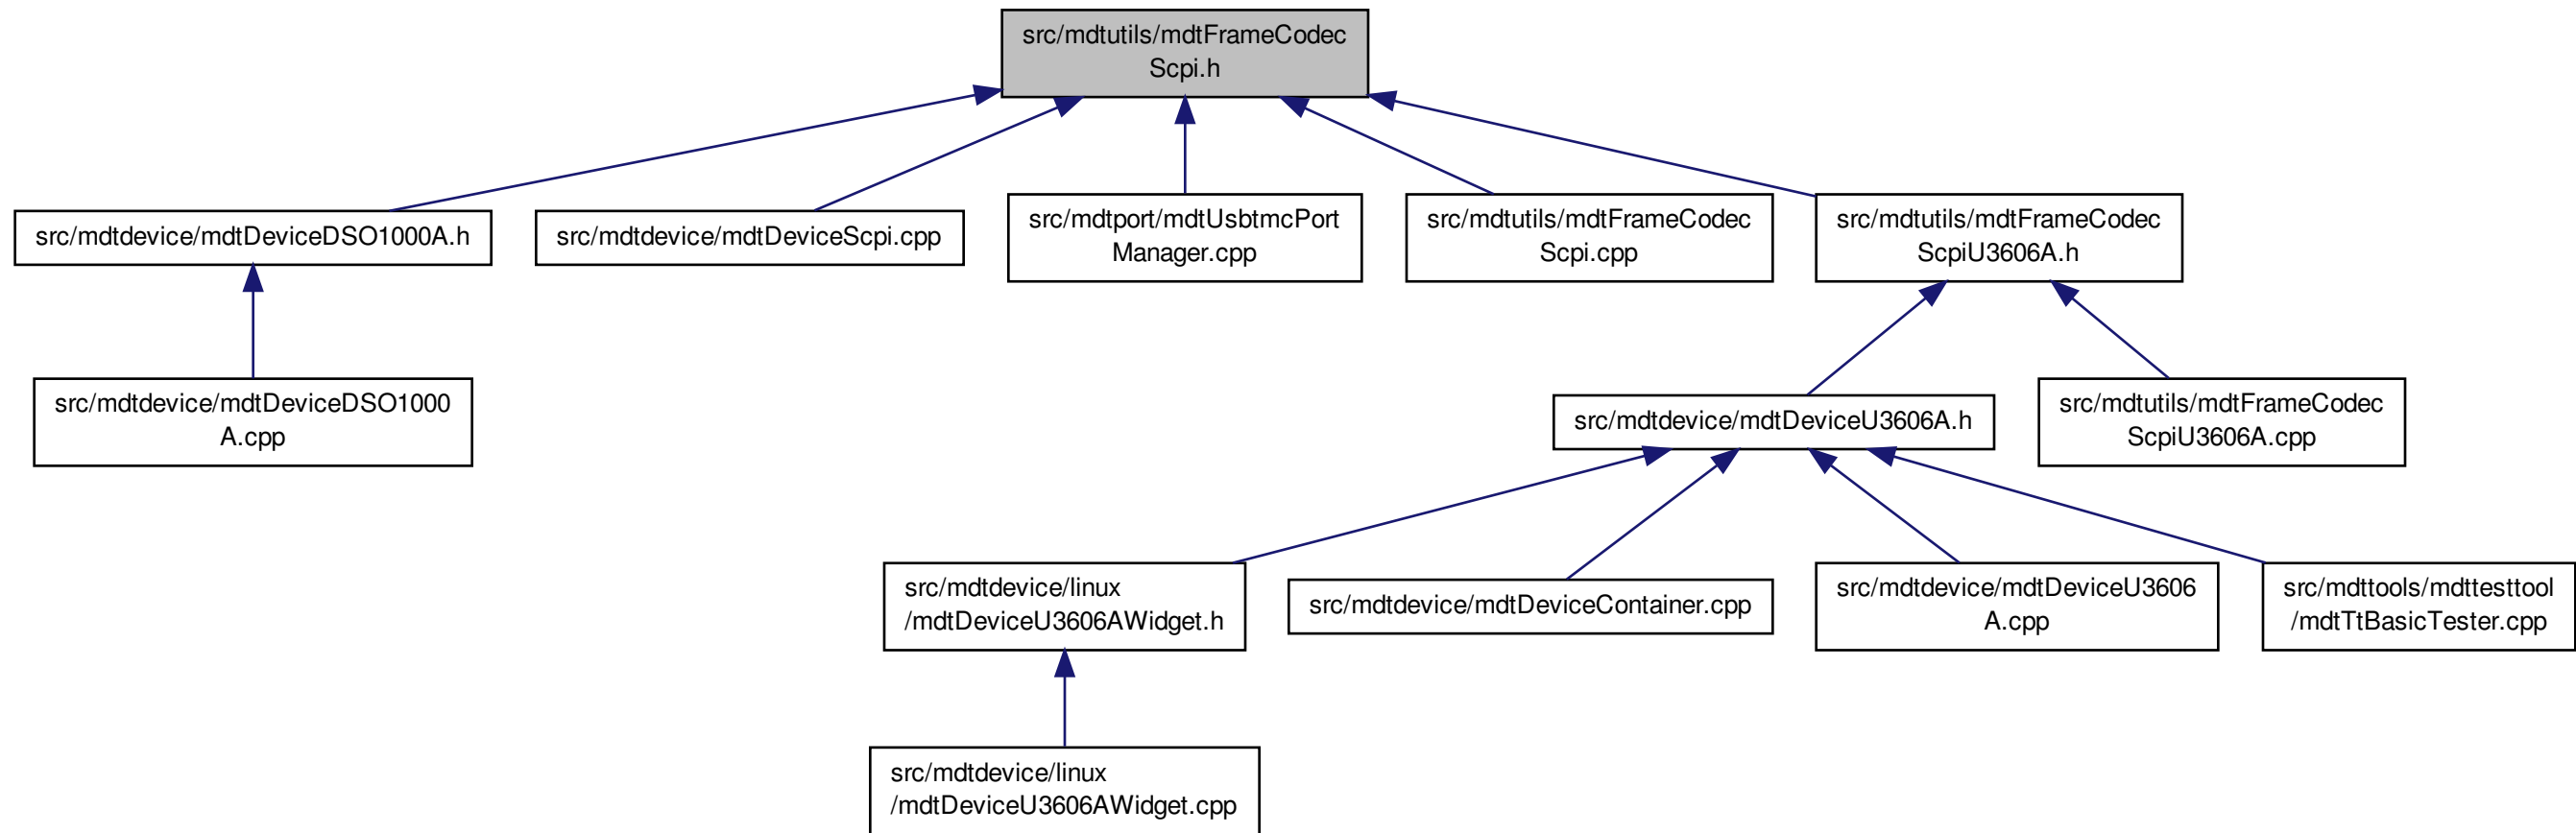 src/mdtutils/mdtFrameCodec
Scpi.h
src/mdtdevice/mdtDeviceDSO1000A.h
src/mdtdevice/mdtDeviceScpi.cpp
src/mdtport/mdtUsbtmcPort
Manager.cpp
src/mdtutils/mdtFrameCodec
Scpi.cpp
src/mdtutils/mdtFrameCodec
ScpiU3606A.h
src/mdtdevice/mdtDeviceDSO1000
A.cpp
src/mdtdevice/mdtDeviceU3606A.h
src/mdtutils/mdtFrameCodec
ScpiU3606A.cpp
src/mdtdevice/linux
/mdtDeviceU3606AWidget.h
src/mdtdevice/mdtDeviceContainer.cpp
src/mdtdevice/mdtDeviceU3606
A.cpp
src/mdttools/mdttesttool
/mdtTtBasicTester.cpp
src/mdtdevice/linux
/mdtDeviceU3606AWidget.cpp